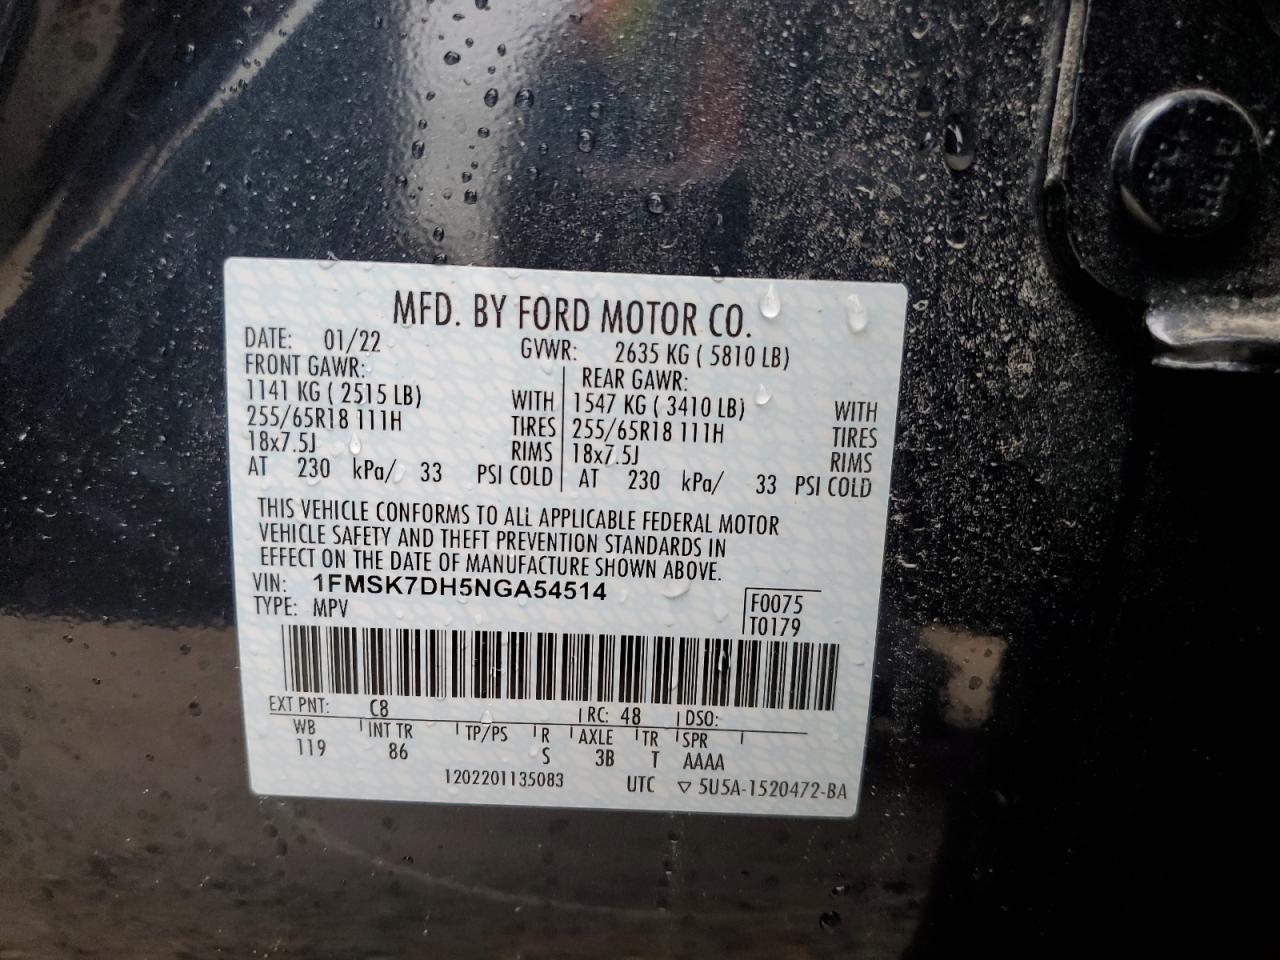 MFD. BY FORD MOTOR CO.
DATE: 01/22 GVWR: 2635 KG ( 5810 LB)
FRONT GAWR: REAR GAWR:
1141 KG ( 2515 LB) WITH 1547 KG ( 3410 LB) WITH
255/65R18 111H TIRES 255/65R18 111H TIRES
18x7.5J RIMS 18x7.5J RIMS
AT 230 kPa/ 33 PSI COLD AT 230 kPa/ 33 PSI COLD
THIS VEHICLE CONFORMS TO ALL APPLICABLE FEDERAL MOTOR
VEHICLE SAFETY AND THEFT PREVENTION STANDARDS IN
EFFECT ON THE DATE OF MANUFACTURE SHOWN ABOVE.
VIN: 1FMSK7DH5NGA54514 F0075
TYPE: MPV T0179
EXT PNT: C8 RC: 48 DSO:
WB INT TR TP/PS R AXLE TR SPR
119 86 S 3B T AAAA
1202201135083 UTC ▽ 5U5A-1520472-BA